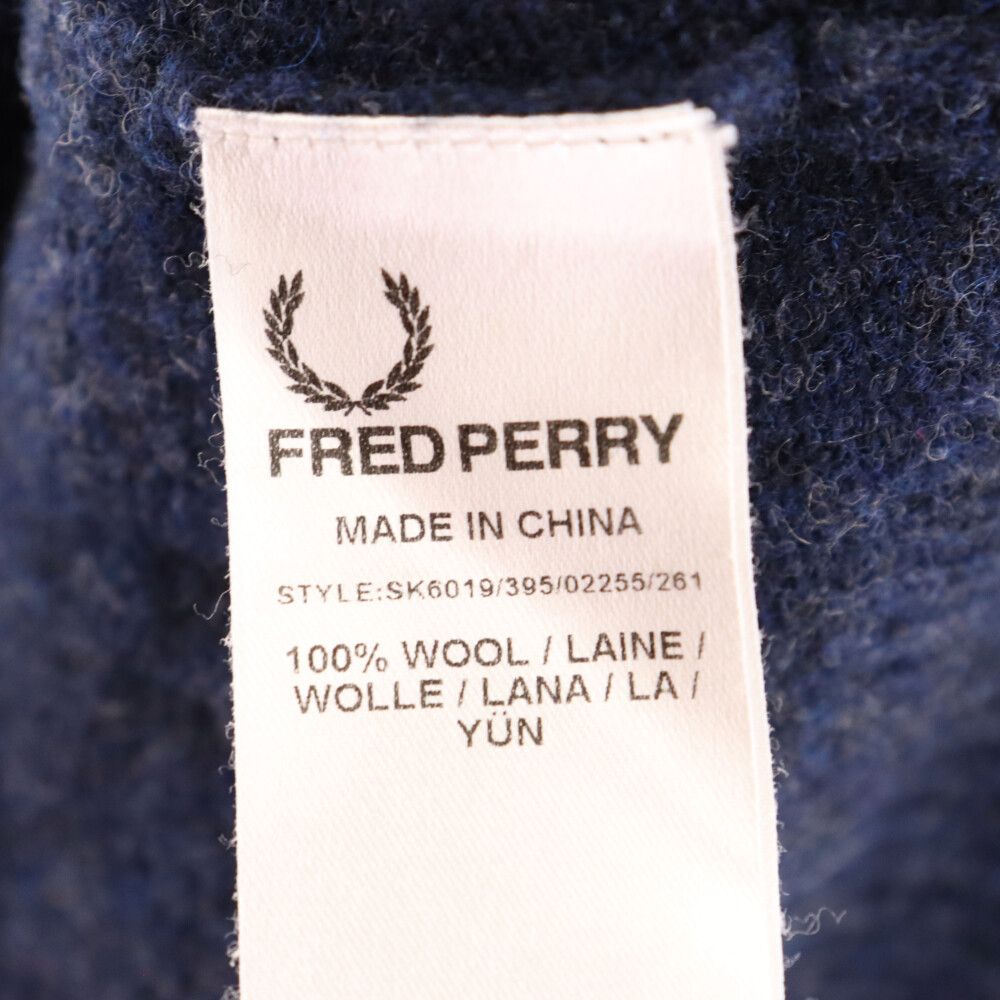 FRED PERRY
MADE IN CHINA
STYLE:SK6019/395/02255/261
100% WOOL / LAINE /
WOLLE / LANA / LA /
YÜN